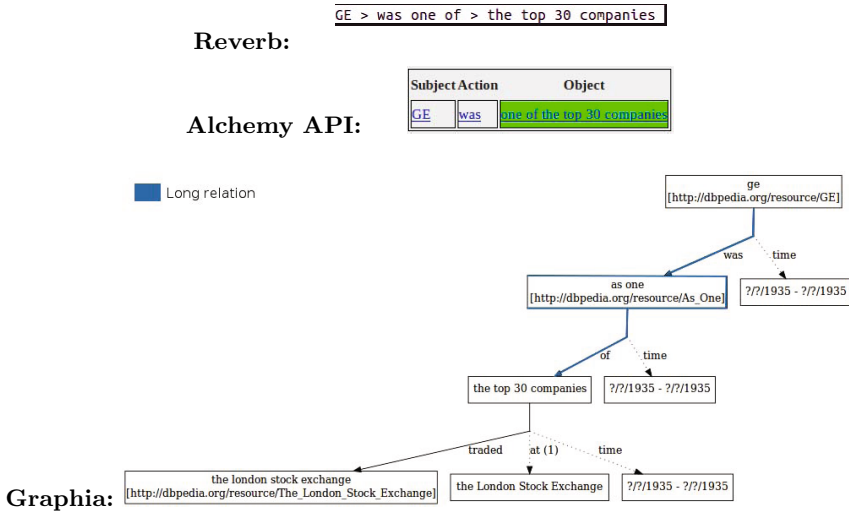 GE > was one of > the top 30 companies
Reverb:
Subject Action Object
GE was one of the top 30 companies
Alchemy API:
Long relation
ge
[http://dbpedia.org/resource/GE]
was time
as one
[http://dbpedia.org/resource/As_One]
?/?/1935 - ?/?/1935
of time
the top 30 companies
?/?/1935 - ?/?/1935
traded at (1) time
the london stock exchange
[http://dbpedia.org/resource/The_London_Stock_Exchange]
the London Stock Exchange
?/?/1935 - ?/?/1935
Graphia: